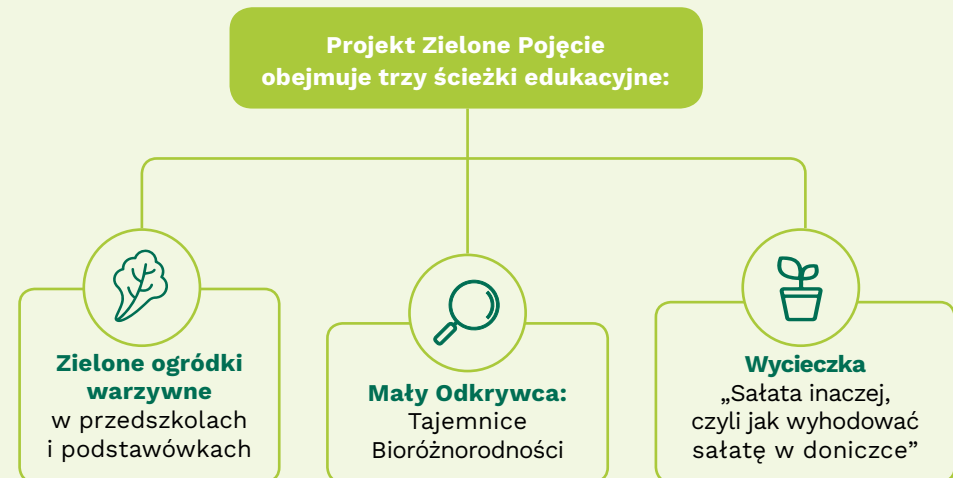 Projekt Zielone Pojęcie
obejmuje trzy ścieżki edukacyjne:
Zielone ogródki
warzywne
w przedszkolach
i podstawówkach
Mały Odkrywca:
Tajemnice
Bioróżnorodności
Wycieczka
„Sałata inaczej,
czyli jak wyhodować
sałatę w doniczce”